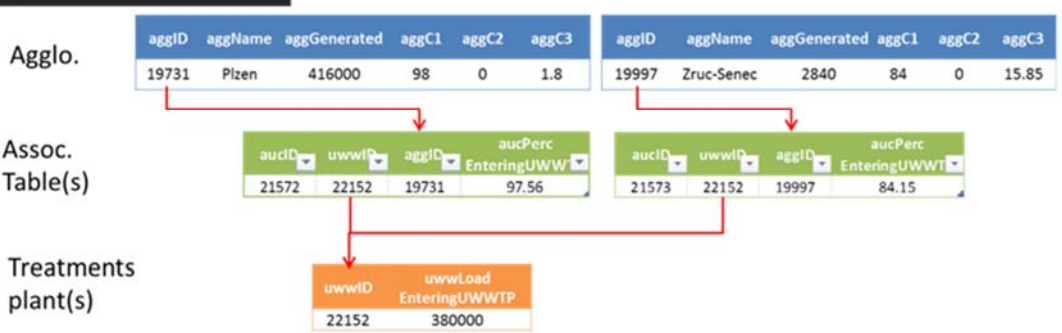 aggID aggName aggGenerated aggC1 aggC2 aggC3 aggID aggName aggGenerated aggC1 aggC2 aggC3
Agglo.
19731 Plzen 416000 98 0 1.8 19997 Zruc-Senec 2840 84 0 15.85
Assoc.
Table(s)
aucID uwwID aggID aucPerc
EnteringUWWT
aucID uwwID aggID aucPerc
EnteringUWWT
21572 22152 19731 97.56 21573 22152 19997 84.15
Treatments
plant(s)
uwwID uwwLoad
EnteringUWWTP
22152 380000